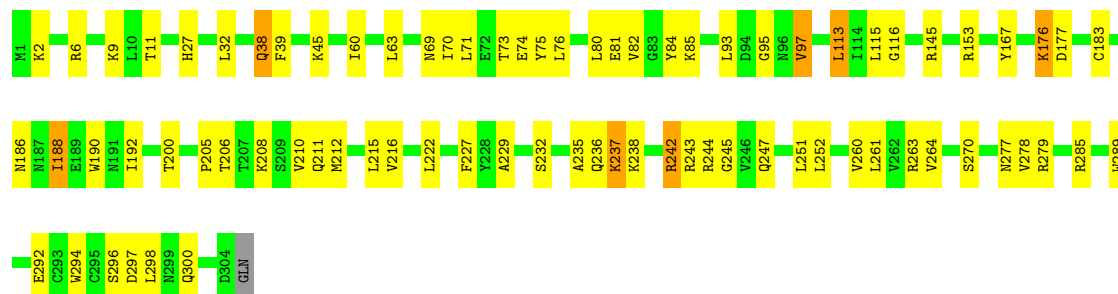 M1 K2 R6 K9 L10 T11 H27 L32 Q38 F39 K45 I60 L63 N69 I70 L71 E72 T73 E74 Y75 L76 L80 E81 V82 G83 Y84 K85 L93 D94 G95 N96 V97 L113 I114 L115 G116 R145 R153 Y167 K176 D177 C183
N186 N187 I188 E189 W190 N191 I192 T200 P205 T206 T207 K208 S209 V210 Q211 M212 L215 V216 L222 F227 Y228 A229 S232 A235 Q236 K237 K238 R242 R243 R244 G245 V246 Q247 L251 L252 V260 L261 V262 R263 V264 S270 N277 V278 R279 R285 W289
E292 C293 W294 C295 S296 D297 L298 N299 Q300 D304 GLN